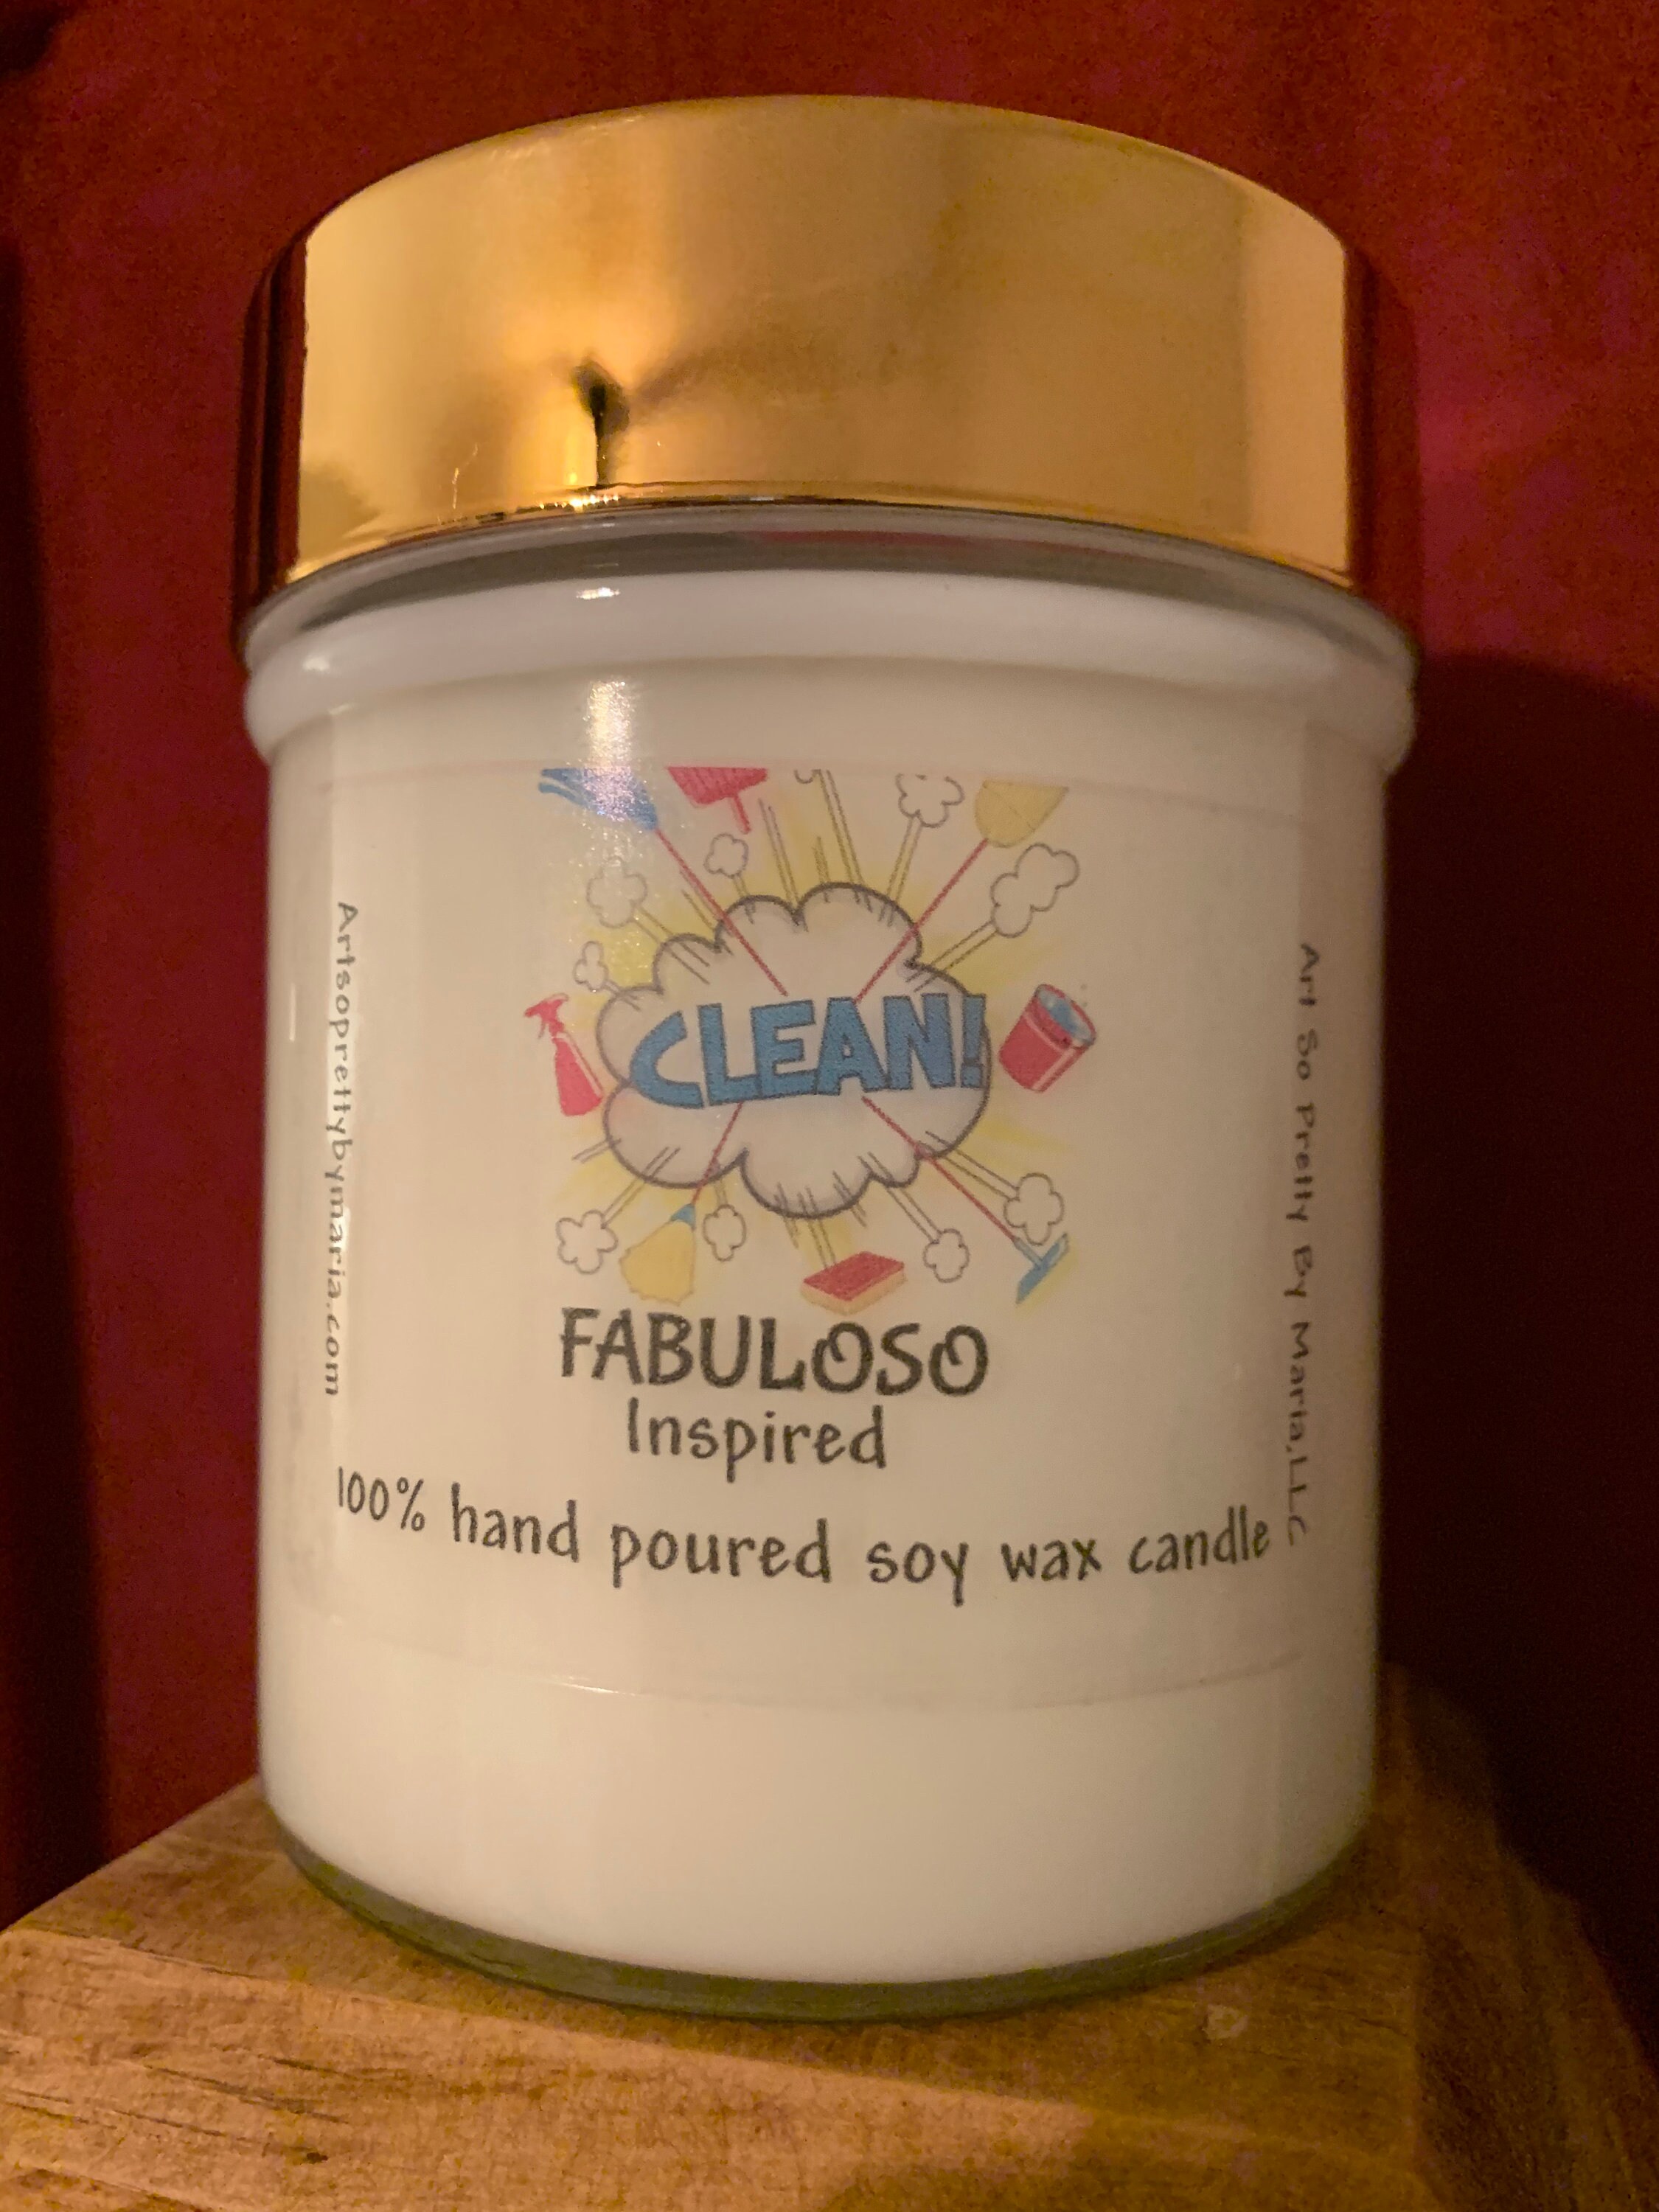 CLEAN!
FABULOSO
Inspired
100% hand poured soy wax candle
Artsoprettybymaria.com
Art So Pretty By Maria,LLC